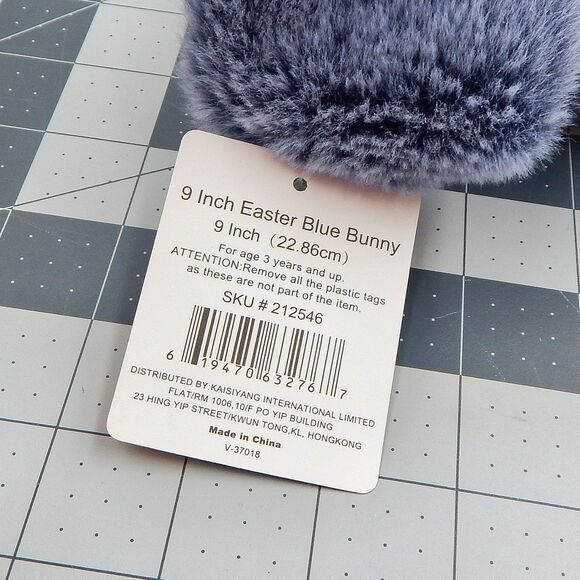 9 Inch Easter Blue Bunny
9 Inch（22.86cm）
For age 3 years and up.
ATTENTION:Remove all the plastic tags
as these are not part of the item.
SKU # 212546
6 19470 63276 7
DISTRIBUTED BY:KAISIYANG INTERNATIONAL LIMITED
FLAT/RM 1006,10/F PO YIP BUILDING
23 HING YIP STREET/KWUN TONG,KL, HONGKONG
Made in China
V-37018